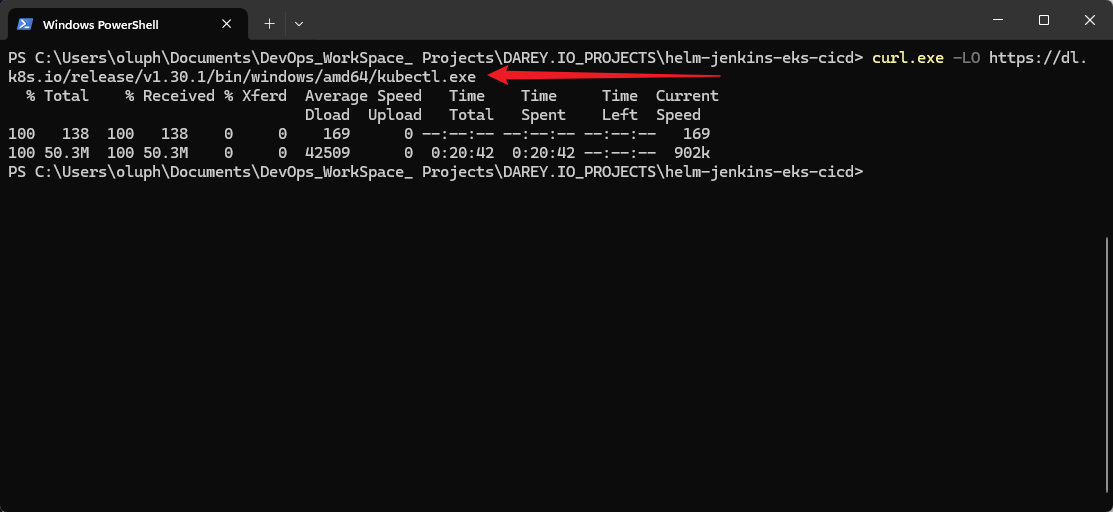 Windows PowerShell
PS C:\Users\oluph\Documents\DevOps_WorkSpace_ Projects\DAREY.IO_PROJECTS\helm-jenkins-eks-cicd> curl.exe -LO https://dl.
k8s.io/release/v1.30.1/bin/windows/amd64/kubectl.exe
  % Total    % Received % Xferd  Average Speed   Time    Time     Time  Current
                                 Dload  Upload   Total   Spent    Left  Speed
100   138  100   138    0     0    169      0 --:--:-- --:--:-- --:--:--   169
100 50.3M  100 50.3M    0     0  42509      0  0:20:42  0:20:42 --:--:--  902k
PS C:\Users\oluph\Documents\DevOps_WorkSpace_ Projects\DAREY.IO_PROJECTS\helm-jenkins-eks-cicd>